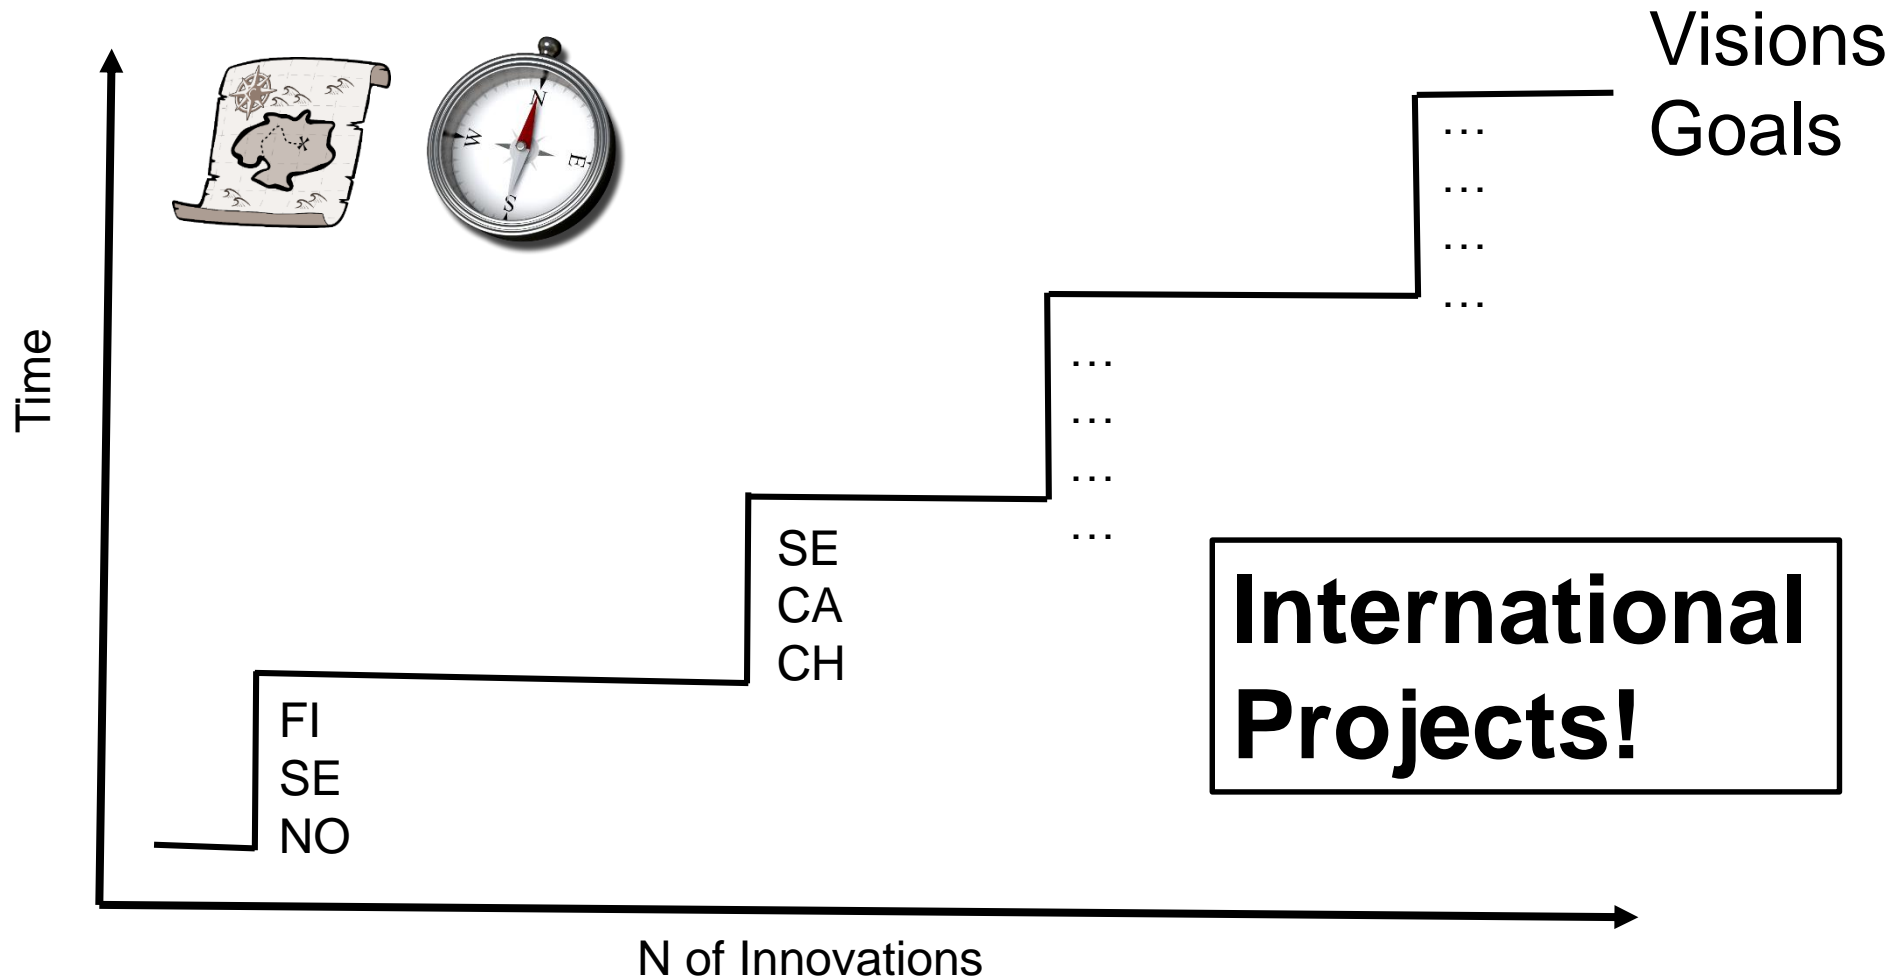 Visions
Goals
N
W
E
S
…
…
…
…
Time
…
…
…
…
SE
CA
CH
International
Projects!
FI
SE
NO
N of Innovations